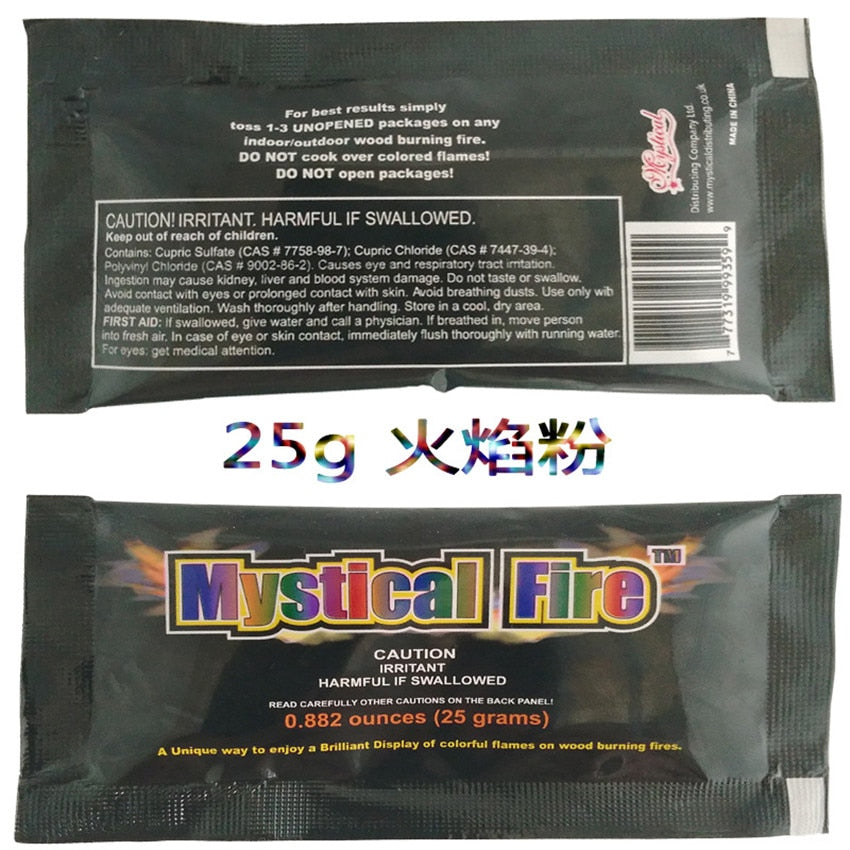 For best results simply
toss 1-3 UNOPENED packages on any
indoor/outdoor wood burning fire.
DO NOT cook over colored flames!
DO NOT open packages!
Mystical
Distributing Company Ltd.
www.mysticaldistributing.co.uk
MADE IN CHINA
CAUTION! IRRITANT. HARMFUL IF SWALLOWED.
Keep out of reach of children.
Contains: Cupric Sulfate (CAS # 7758-98-7); Cupric Chloride (CAS # 7447-39-4);
Polyvinyl Chloride (CAS # 9002-86-2). Causes eye and respiratory tract irritation.
Ingestion may cause kidney, liver and blood system damage. Do not taste or swallow.
Avoid contact with eyes or prolonged contact with skin. Avoid breathing dusts. Use only with
adequate ventilation. Wash thoroughly after handling. Store in a cool, dry area.
FIRST AID: If swallowed, give water and call a physician. If breathed in, move person
into fresh air. In case of eye or skin contact, immediately flush thoroughly with running water.
For eyes: get medical attention.
7 77319 99359 9
25g 火焰粉
Mystical Fire™
CAUTION
IRRITANT
HARMFUL IF SWALLOWED
READ CAREFULLY OTHER CAUTIONS ON THE BACK PANEL!
0.882 ounces (25 grams)
A Unique way to enjoy a Brilliant Display of colorful flames on wood burning fires.